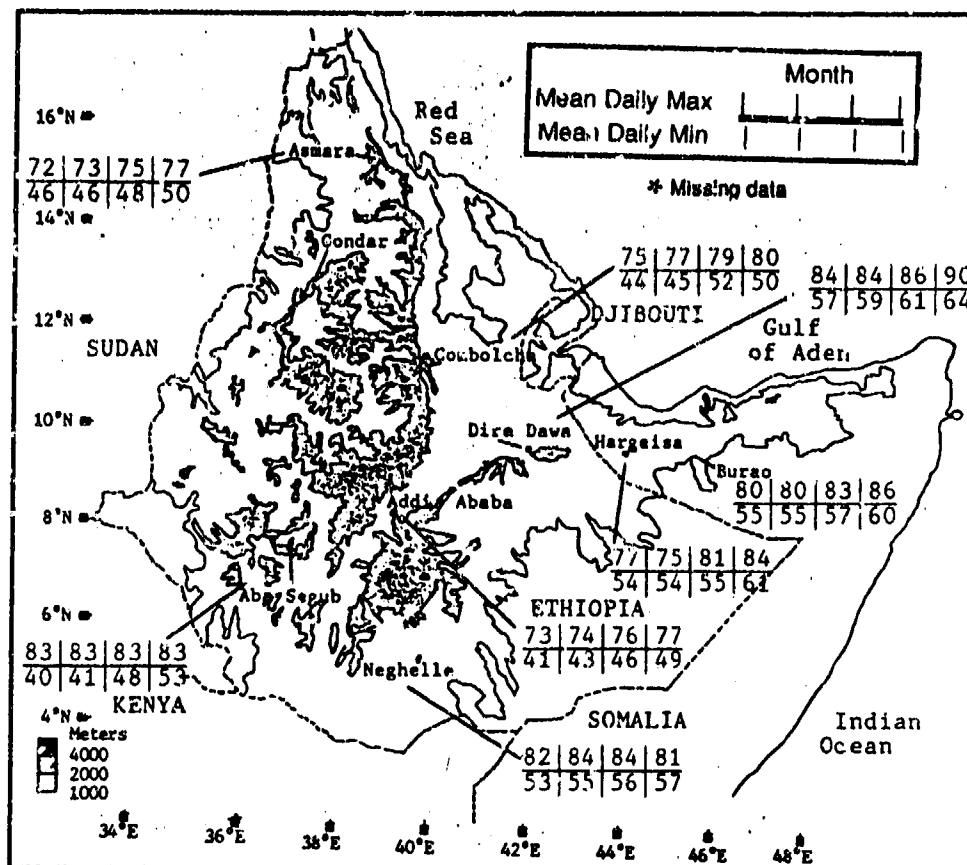 Month
Mean Daily Max
Mean Daily Min
* Missing data
16°N
Red
Sea
Asmara
72 73 75 77
46 46 48 50
14°N
Condar
75 77 79 80
44 45 52 50
84 84 86 90
57 59 61 64
DJIBOUTI
12°N
SUDAN
Combolcha
Gulf
of Aden
10°N
Dira Dawa
Hargeisa
Burao
80 80 83 86
55 55 57 60
Addis Ababa
8°N
77 75 81 84
54 54 55 61
Aba Segub
ETHIOPIA
6°N
73 74 76 77
41 43 46 49
83 83 83 83
40 41 48 53
Neghelle
KENYA
4°N
SOMALIA
Indian
Ocean
Meters
4000
2000
1000
82 84 84 81
53 55 56 57
34°E 36°E 38°E 40°E 42°E 44°E 46°E 48°E